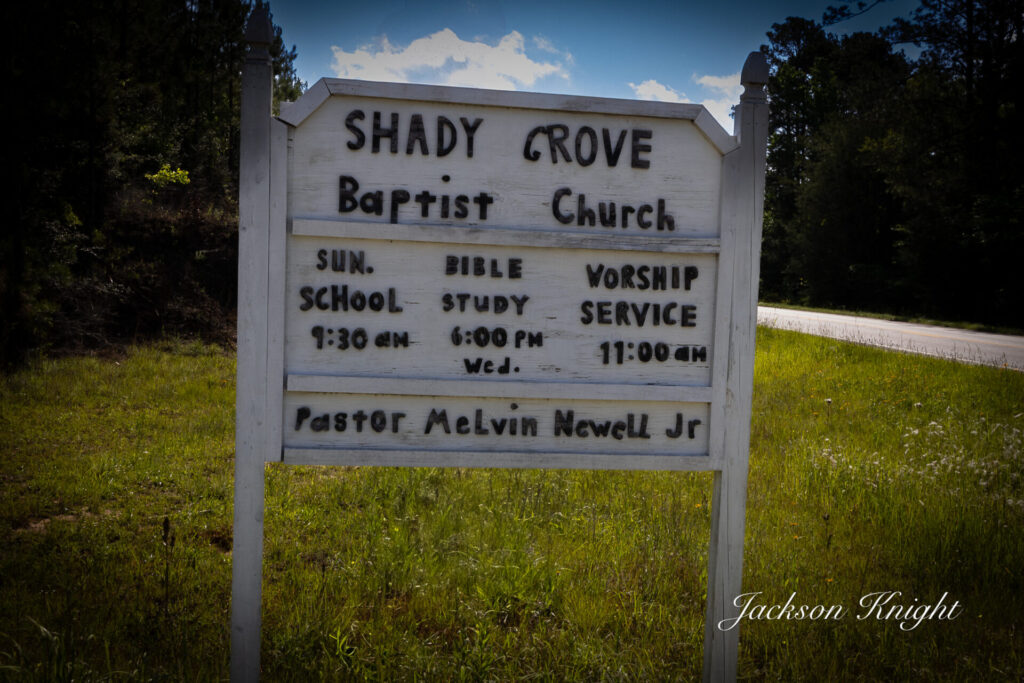 SHADY GROVE
Baptist Church
SUN. SCHOOL 9:30 am
BIBLE STUDY 6:00 PM Wed.
WORSHIP SERVICE 11:00 am
Pastor Melvin Newell Jr
Jackson Knight